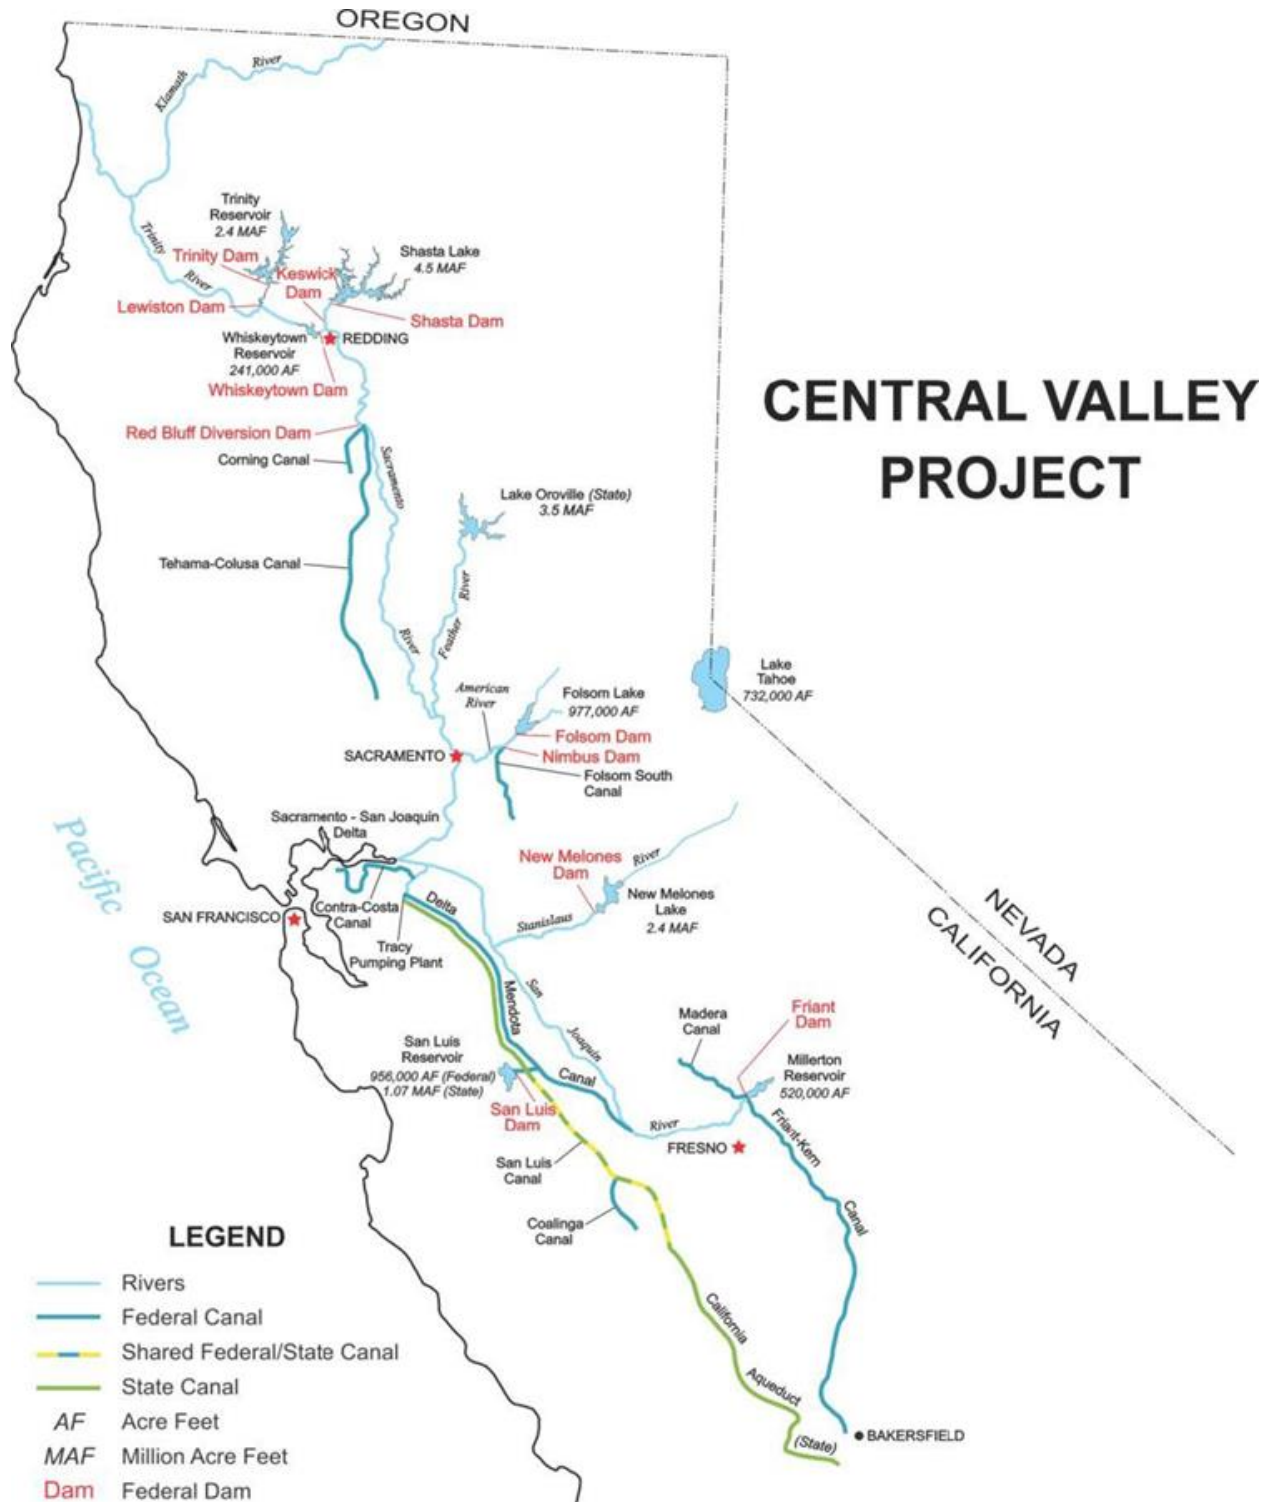 OREGON
Klamath
River
Trinity
Reservoir
2.4 MAF
Trinity
River
Trinity Dam
Keswick
Dam
Shasta Lake
4.5 MAF
Lewiston Dam
Shasta Dam
Whiskeytown
Reservoir
241,000 AF
REDDING
Whiskeytown Dam
CENTRAL VALLEY
PROJECT
Red Bluff Diversion Dam
Corning Canal
Sacramento
River
Lake Oroville (State)
3.5 MAF
Tehama-Colusa Canal
Feather
River
American
River
Folsom Lake
977,000 AF
Lake
Tahoe
732,000 AF
Folsom Dam
SACRAMENTO
Nimbus Dam
Folsom South
Canal
Sacramento - San Joaquin
Delta
Pacific
Ocean
New Melones
Dam
River
Stanislaus
New Melones
Lake
2.4 MAF
NEVADA
CALIFORNIA
SAN FRANCISCO
Contra-Costa
Canal
Tracy
Pumping Plant
Delta
Mendota
Canal
San
Joaquin
River
Madera
Canal
Friant
Dam
Millerton
Reservoir
520,000 AF
San Luis
Reservoir
956,000 AF (Federal)
1.07 MAF (State)
San Luis
Dam
FRESNO
Friant-Kern
Canal
San Luis
Canal
Coalinga
Canal
California
Aqueduct
(State)
BAKERSFIELD
LEGEND
Rivers
Federal Canal
Shared Federal/State Canal
State Canal
AF Acre Feet
MAF Million Acre Feet
Dam Federal Dam